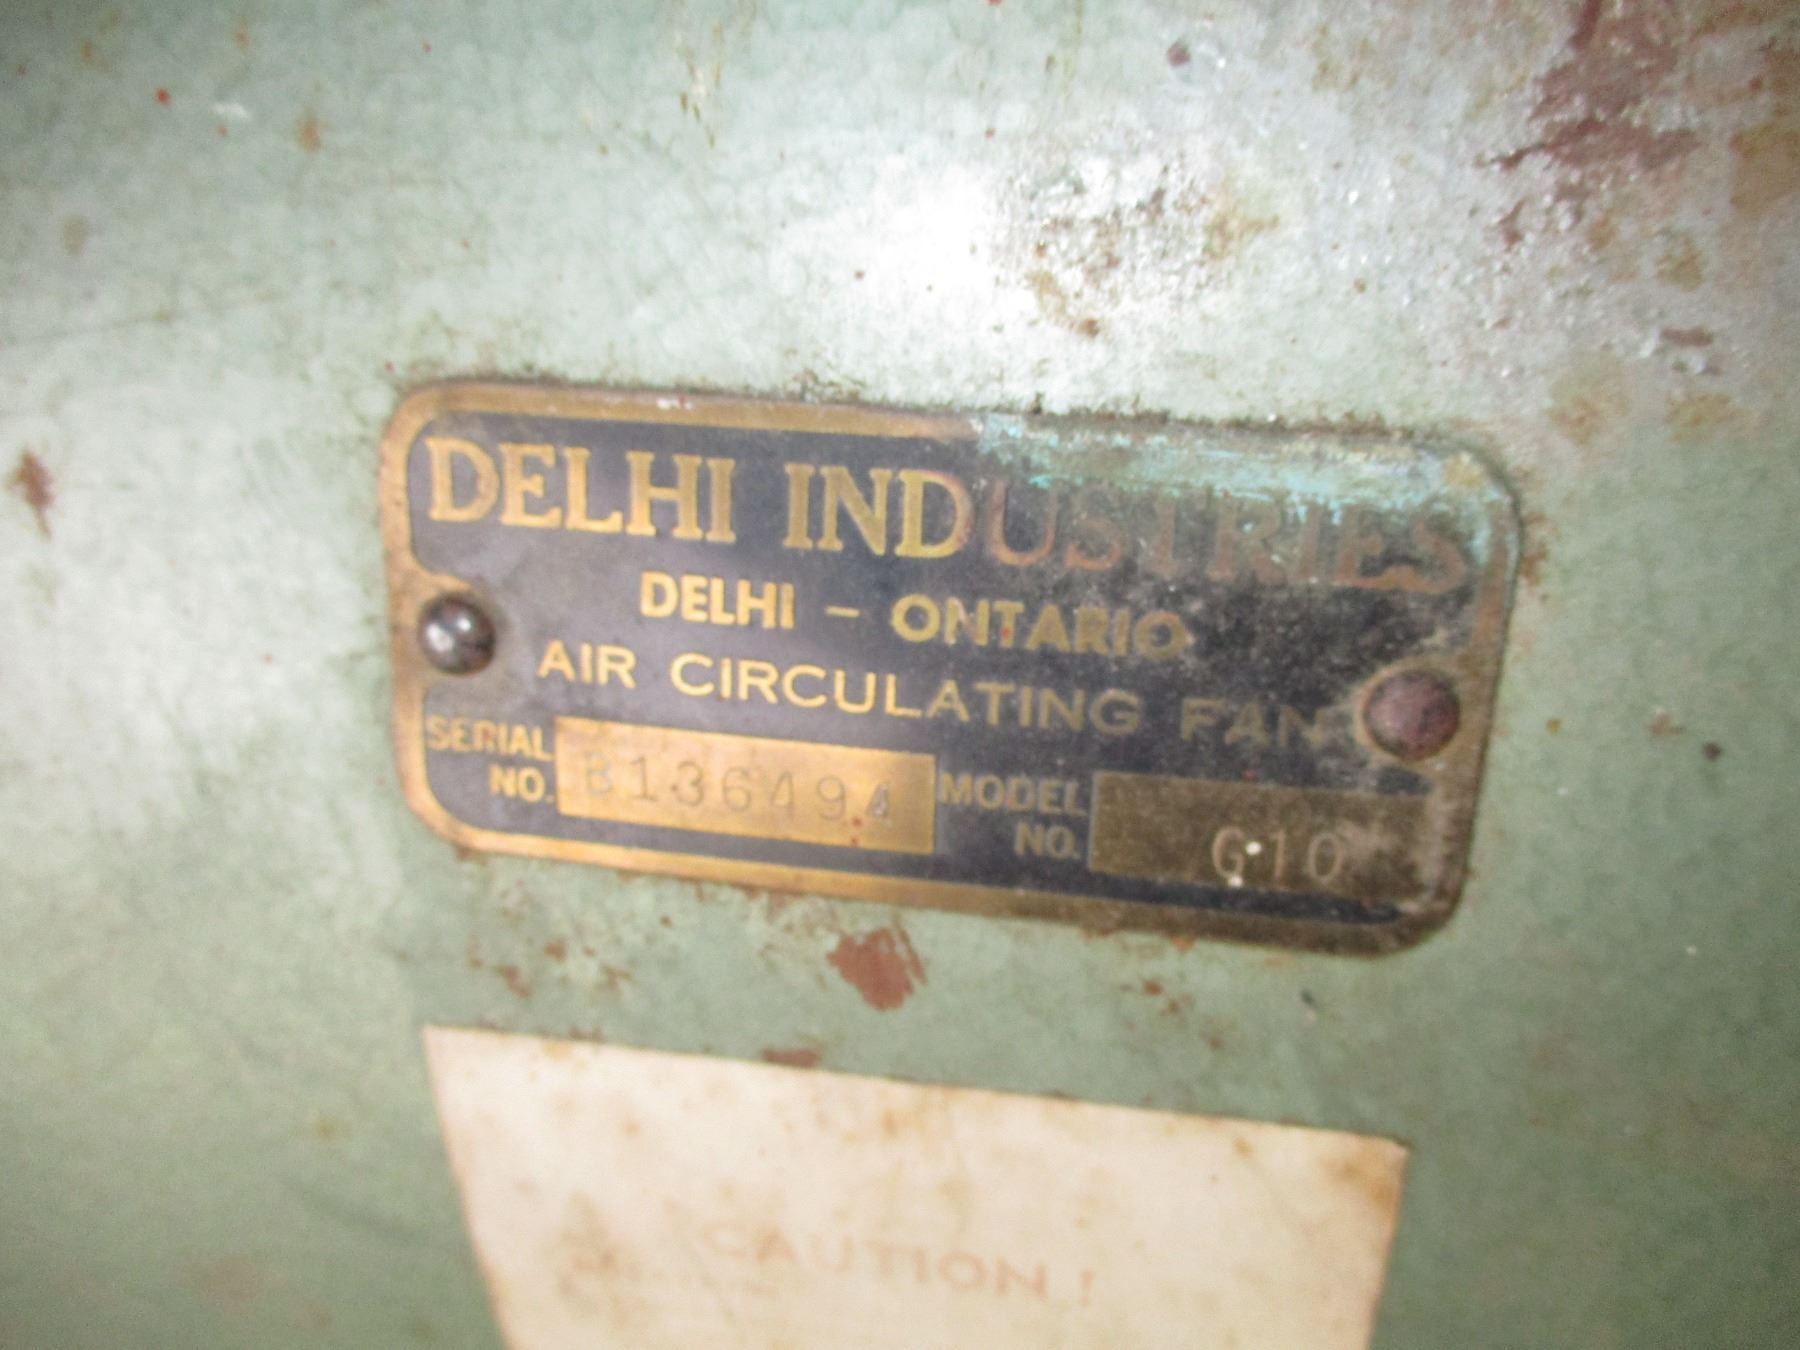 DELHI INDUSTRIES
DELHI - ONTARIO
AIR CIRCULATING FAN
SERIAL NO. B136494 MODEL NO. G10
CAUTION!